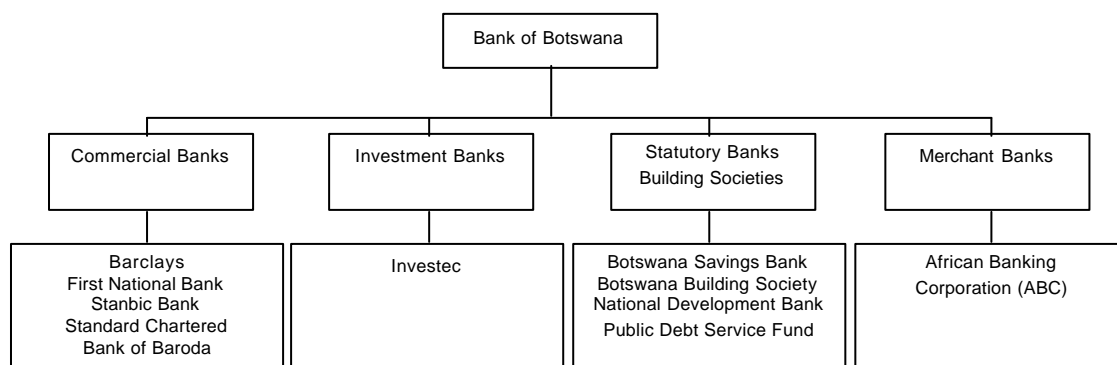 Bank of Botswana
Commercial Banks
Investment Banks
Statutory Banks
Building Societies
Merchant Banks
Barclays
First National Bank
Stanbic Bank
Standard Chartered
Bank of Baroda
Investec
Botswana Savings Bank
Botswana Building Society
National Development Bank
Public Debt Service Fund
African Banking
Corporation (ABC)